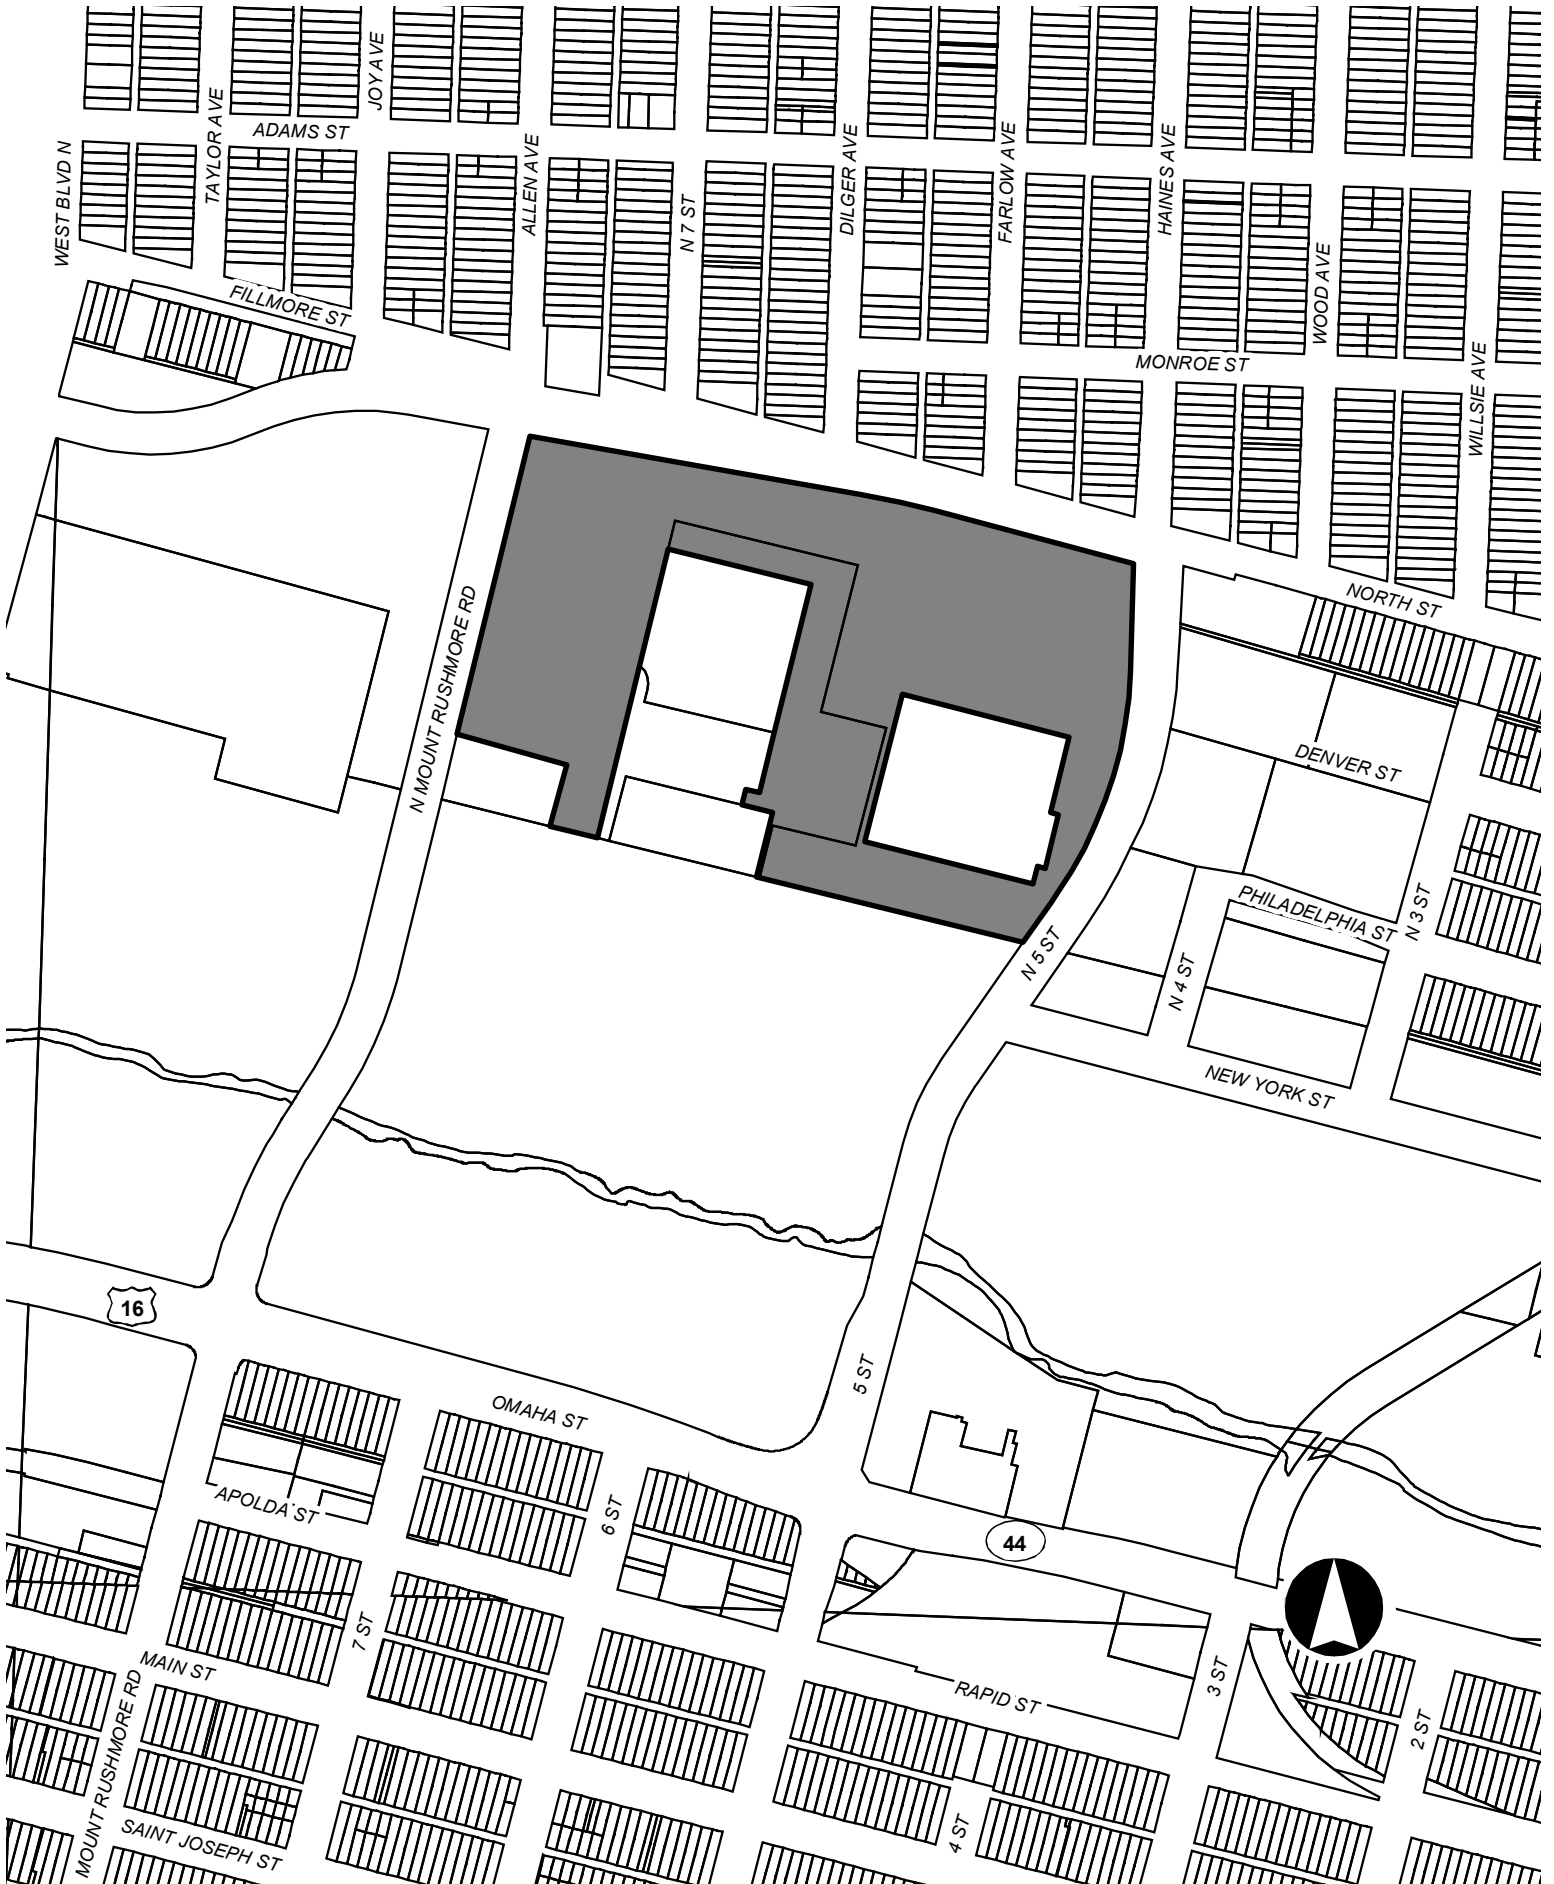 JOY AVE
TAYLOR AVE
ADAMS ST
WEST BLVD N
ALLEN AVE
N 7 ST
DILGER AVE
FARLOW AVE
HAINES AVE
WOOD AVE
FILLMORE ST
MONROE ST
WILLSIE AVE
NORTH ST
N MOUNT RUSHMORE RD
DENVER ST
PHILADELPHIA ST
N 3 ST
N 5 ST
N 4 ST
NEW YORK ST
16
5 ST
OMAHA ST
APOLDA ST
6 ST
44
7 ST
MAIN ST
MOUNT RUSHMORE RD
3 ST
RAPID ST
2 ST
4 ST
SAINT JOSEPH ST